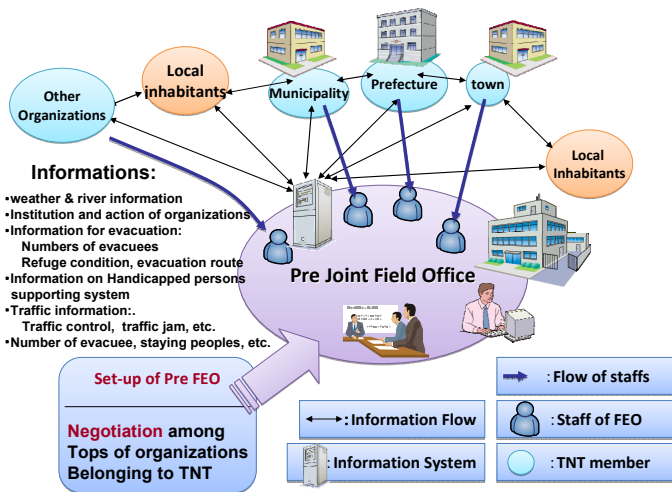 Other
Organizations
Local
inhabitants
Municipality
Prefecture
town
Local
Inhabitants
Informations:
•weather & river information
•Institution and action of organizations
•Information for evacuation:
Numbers of evacuees
Refuge condition, evacuation route
•Information on Handicapped persons
supporting system
•Traffic information:.
Traffic control, traffic jam, etc.
•Number of evacuee, staying peoples, etc.
Pre Joint Field Office
Set-up of Pre FEO
Negotiation among
Tops of organizations
Belonging to TNT
: Information Flow
: Information System
: Flow of staffs
: Staff of FEO
: TNT member